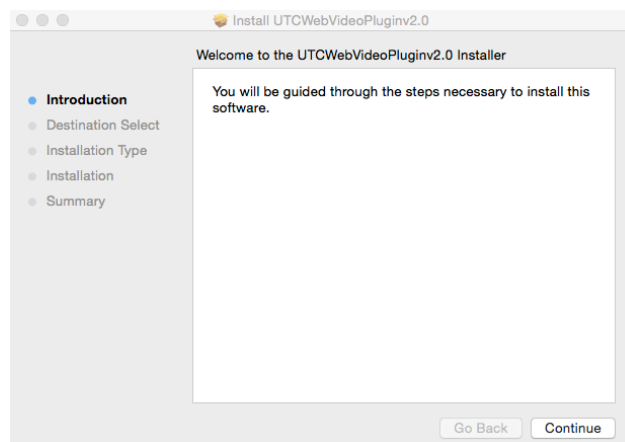 Install UTCWebVideoPluginv2.0
Welcome to the UTCWebVideoPluginv2.0 Installer
Introduction
Destination Select
Installation Type
Installation
Summary
You will be guided through the steps necessary to install this
software.
Go Back
Continue